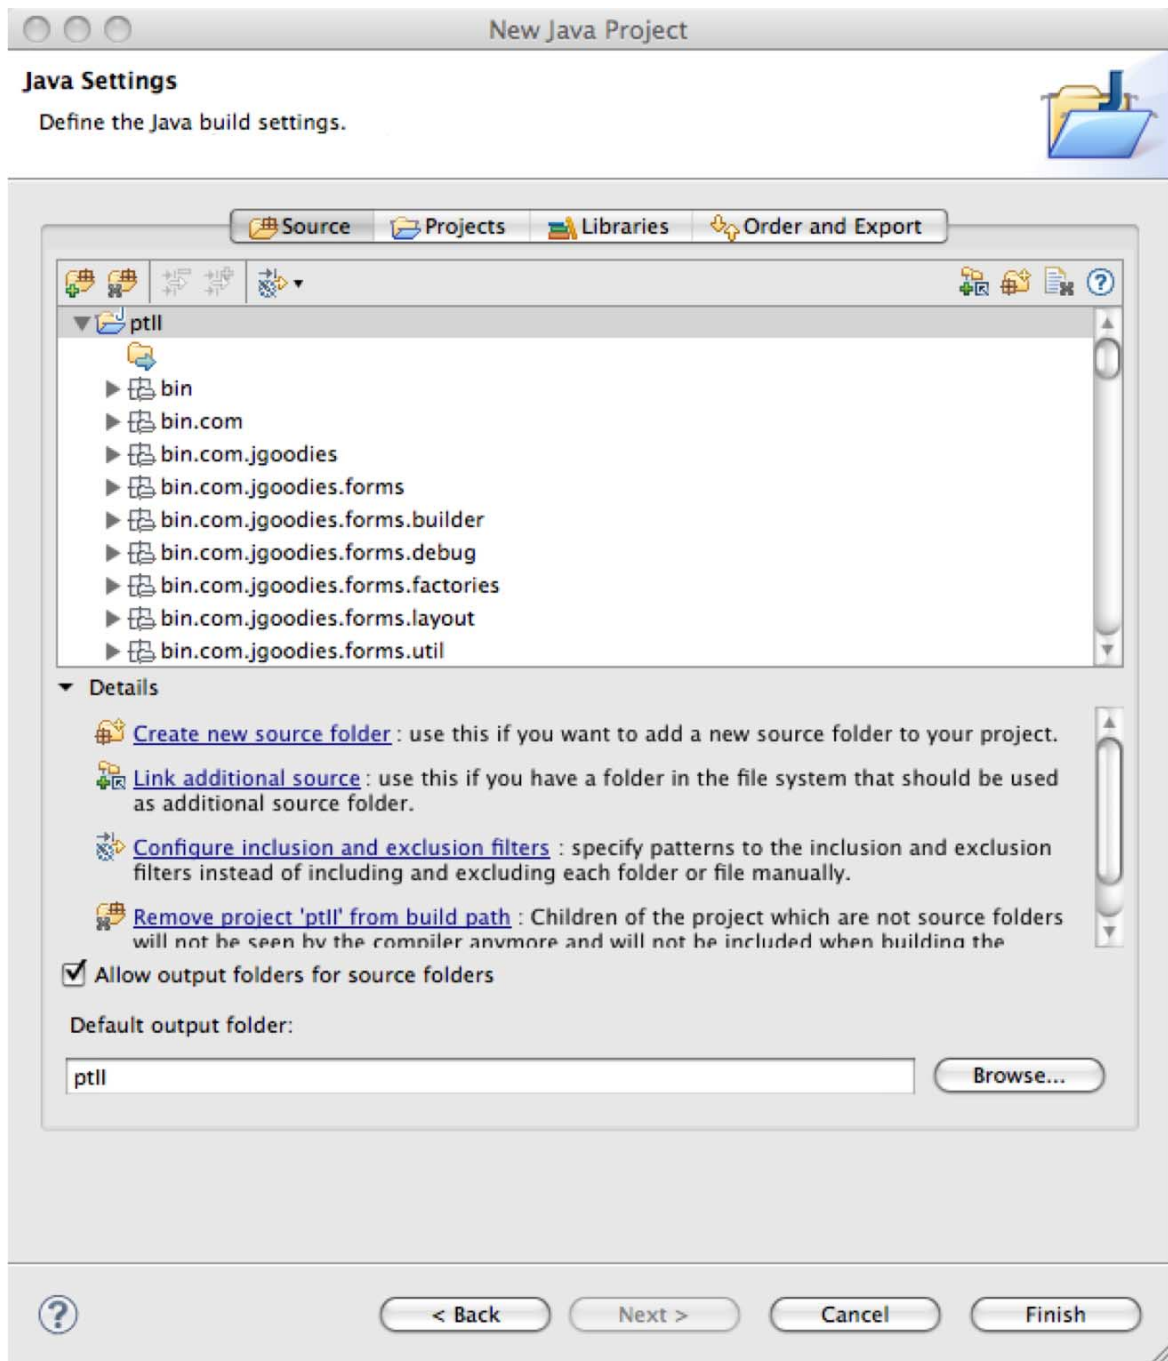 New Java Project
Java Settings
Define the Java build settings.
Source Projects Libraries Order and Export
ptII
bin
bin.com
bin.com.jgoodies
bin.com.jgoodies.forms
bin.com.jgoodies.forms.builder
bin.com.jgoodies.forms.debug
bin.com.jgoodies.forms.factories
bin.com.jgoodies.forms.layout
bin.com.jgoodies.forms.util
Details
Create new source folder : use this if you want to add a new source folder to your project.
Link additional source : use this if you have a folder in the file system that should be used
as additional source folder.
Configure inclusion and exclusion filters : specify patterns to the inclusion and exclusion
filters instead of including and excluding each folder or file manually.
Remove project 'ptII' from build path : Children of the project which are not source folders
will not be seen by the compiler anymore and will not be included when building the
Allow output folders for source folders
Default output folder:
ptII
Browse...
? < Back Next > Cancel Finish